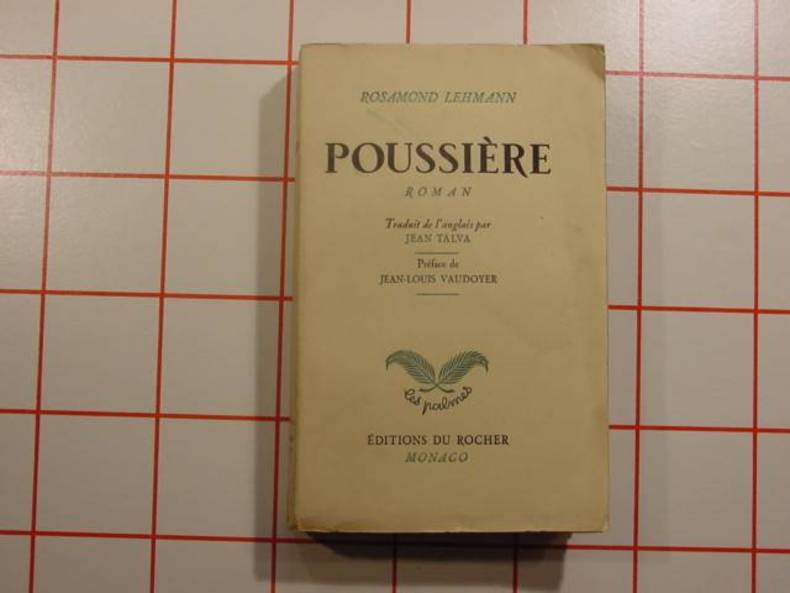 ROSAMOND LEHMANN
POUSSIÈRE
ROMAN
Traduit de l'anglais par
JEAN TALVA
Préface de
JEAN-LOUIS VAUDOYER
les palmes
ÉDITIONS DU ROCHER
MONACO